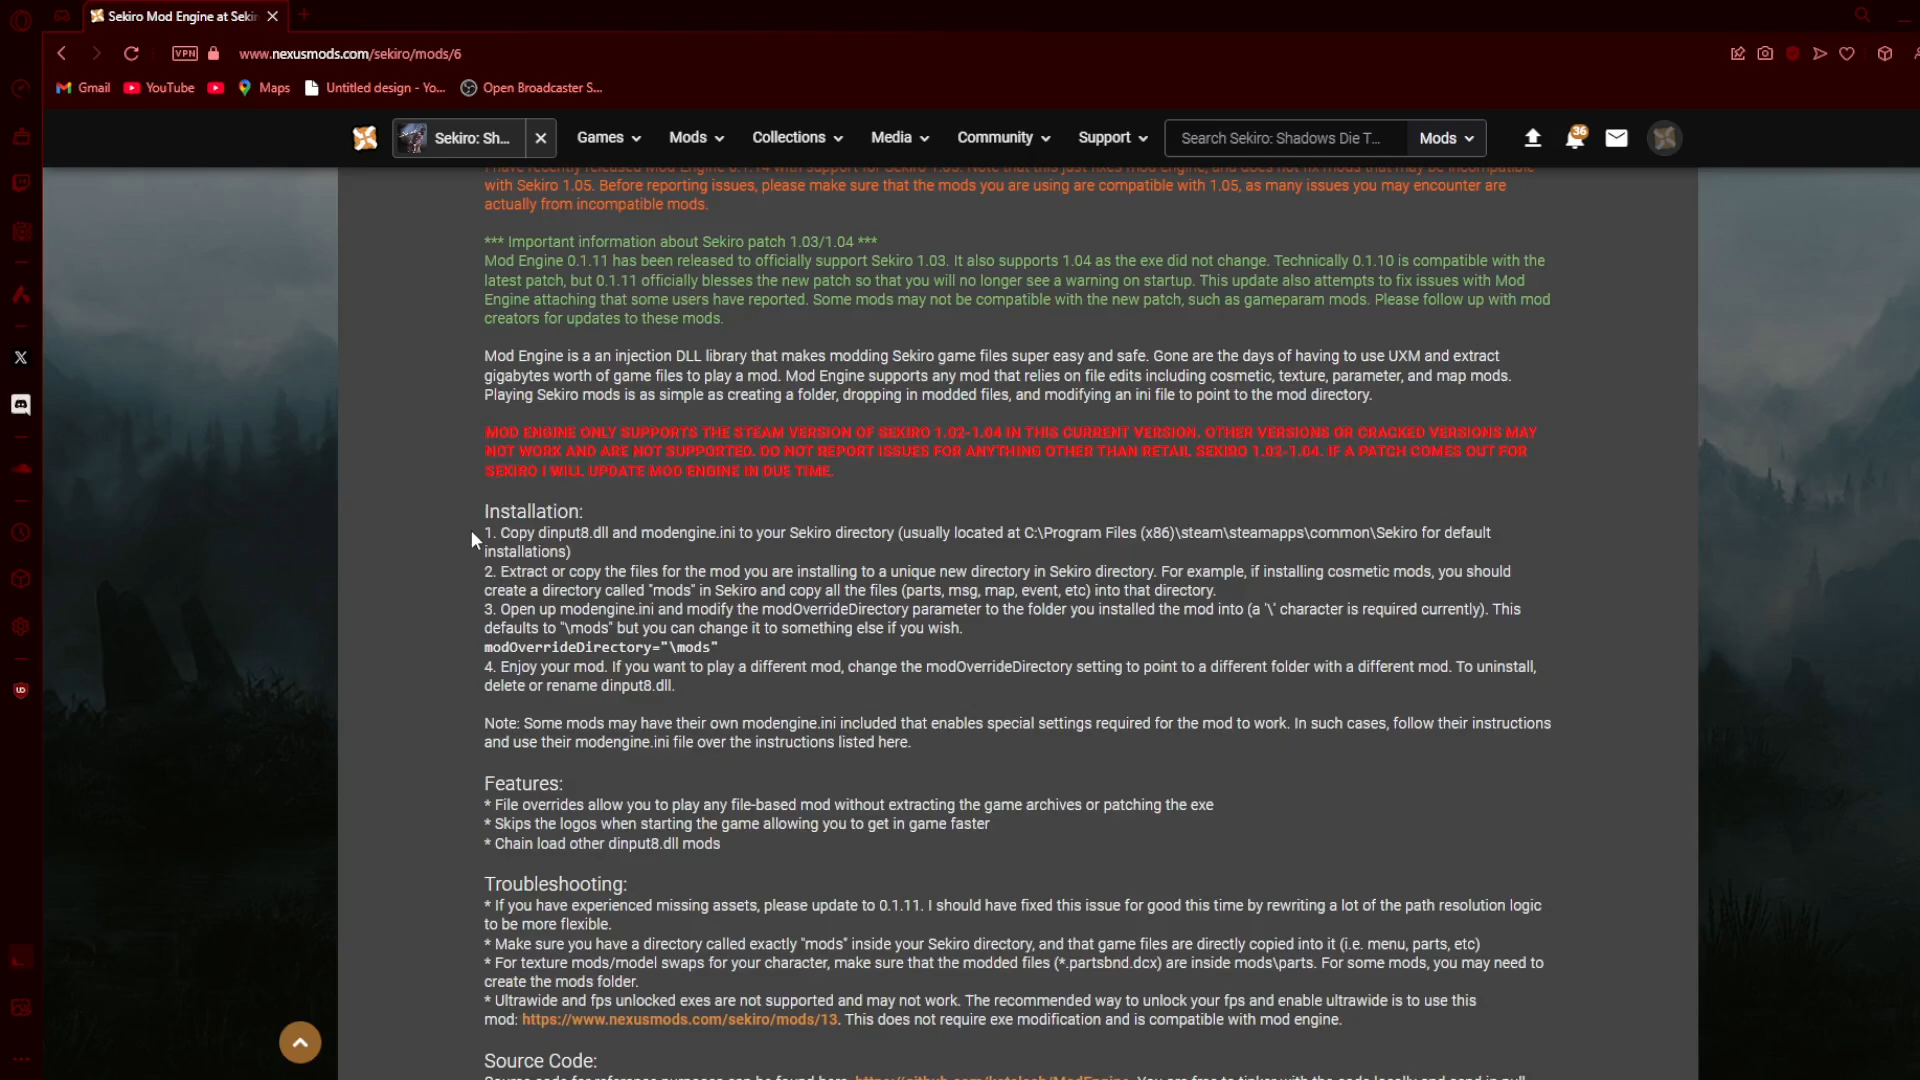 Sekiro Mod Engine at Seki
VPN www.nexusmods.com/sekiro/mods/6
Gmail YouTube Maps Untitled design - Yo... Open Broadcaster S...
Sekiro: Sh... Games Mods Collections Media Community Support Search Sekiro: Shadows Die T... Mods 36
I have recently released Mod Engine 0.1.14 with support for Sekiro 1.05. Note that this just fixes mod engine, and does not fix mods that may be incompatible
with Sekiro 1.05. Before reporting issues, please make sure that the mods you are using are compatible with 1.05, as many issues you may encounter are
actually from incompatible mods.
*** Important information about Sekiro patch 1.03/1.04 ***
Mod Engine 0.1.11 has been released to officially support Sekiro 1.03. It also supports 1.04 as the exe did not change. Technically 0.1.10 is compatible with the
latest patch, but 0.1.11 officially blesses the new patch so that you will no longer see a warning on startup. This update also attempts to fix issues with Mod
Engine attaching that some users have reported. Some mods may not be compatible with the new patch, such as gameparam mods. Please follow up with mod
creators for updates to these mods.
Mod Engine is a an injection DLL library that makes modding Sekiro game files super easy and safe. Gone are the days of having to use UXM and extract
gigabytes worth of game files to play a mod. Mod Engine supports any mod that relies on file edits including cosmetic, texture, parameter, and map mods.
Playing Sekiro mods is as simple as creating a folder, dropping in modded files, and modifying an ini file to point to the mod directory.
MOD ENGINE ONLY SUPPORTS THE STEAM VERSION OF SEKIRO 1.02-1.04 IN THIS CURRENT VERSION. OTHER VERSIONS OR CRACKED VERSIONS MAY
NOT WORK AND ARE NOT SUPPORTED. DO NOT REPORT ISSUES FOR ANYTHING OTHER THAN RETAIL SEKIRO 1.02-1.04. IF A PATCH COMES OUT FOR
SEKIRO I WILL UPDATE MOD ENGINE IN DUE TIME.
Installation:
1. Copy dinput8.dll and modengine.ini to your Sekiro directory (usually located at C:\Program Files (x86)\steam\steamapps\common\Sekiro for default
installations)
2. Extract or copy the files for the mod you are installing to a unique new directory in Sekiro directory. For example, if installing cosmetic mods, you should
create a directory called "mods" in Sekiro and copy all the files (parts, msg, map, event, etc) into that directory.
3. Open up modengine.ini and modify the modOverrideDirectory parameter to the folder you installed the mod into (a '\' character is required currently). This
defaults to "\mods" but you can change it to something else if you wish.
modOverrideDirectory="\mods"
4. Enjoy your mod. If you want to play a different mod, change the modOverrideDirectory setting to point to a different folder with a different mod. To uninstall,
delete or rename dinput8.dll.
Note: Some mods may have their own modengine.ini included that enables special settings required for the mod to work. In such cases, follow their instructions
and use their modengine.ini file over the instructions listed here.
Features:
* File overrides allow you to play any file-based mod without extracting the game archives or patching the exe
* Skips the logos when starting the game allowing you to get in game faster
* Chain load other dinput8.dll mods
Troubleshooting:
* If you have experienced missing assets, please update to 0.1.11. I should have fixed this issue for good this time by rewriting a lot of the path resolution logic
to be more flexible.
* Make sure you have a directory called exactly "mods" inside your Sekiro directory, and that game files are directly copied into it (i.e. menu, parts, etc)
* For texture mods/model swaps for your character, make sure that the modded files (*.partsbnd.dcx) are inside mods\parts. For some mods, you may need to
create the mods folder.
* Ultrawide and fps unlocked exes are not supported and may not work. The recommended way to unlock your fps and enable ultrawide is to use this
mod: https://www.nexusmods.com/sekiro/mods/13. This does not require exe modification and is compatible with mod engine.
Source Code: